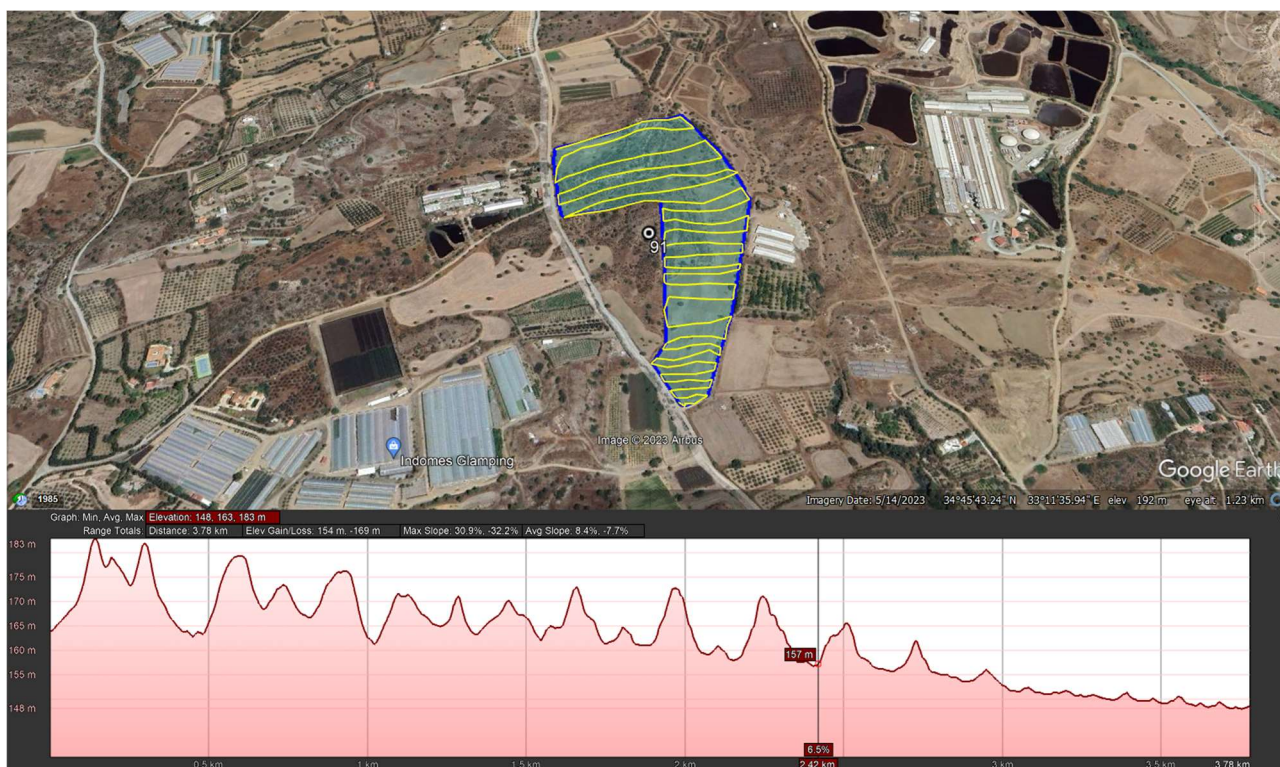 91
Indomes Glamping
Image © 2023 Airbus
Google Earth
1985
Imagery Date: 5/14/2023 34°45'43.24" N 33°11'35.94" E elev 192 m eye alt 1.23 km
Graph: Min, Avg, Max Elevation: 148, 163, 183 m
Range Totals: Distance: 3.78 km Elev Gain/Loss: 154 m, -169 m Max Slope: 30.9%, -32.2% Avg Slope: 8.4%, -7.7%
183 m
175 m
170 m
165 m
160 m
157 m
155 m
148 m
6.5%
0.5 km 1 km 1.5 km 2 km 2.42 km 3 km 3.5 km 3.78 km